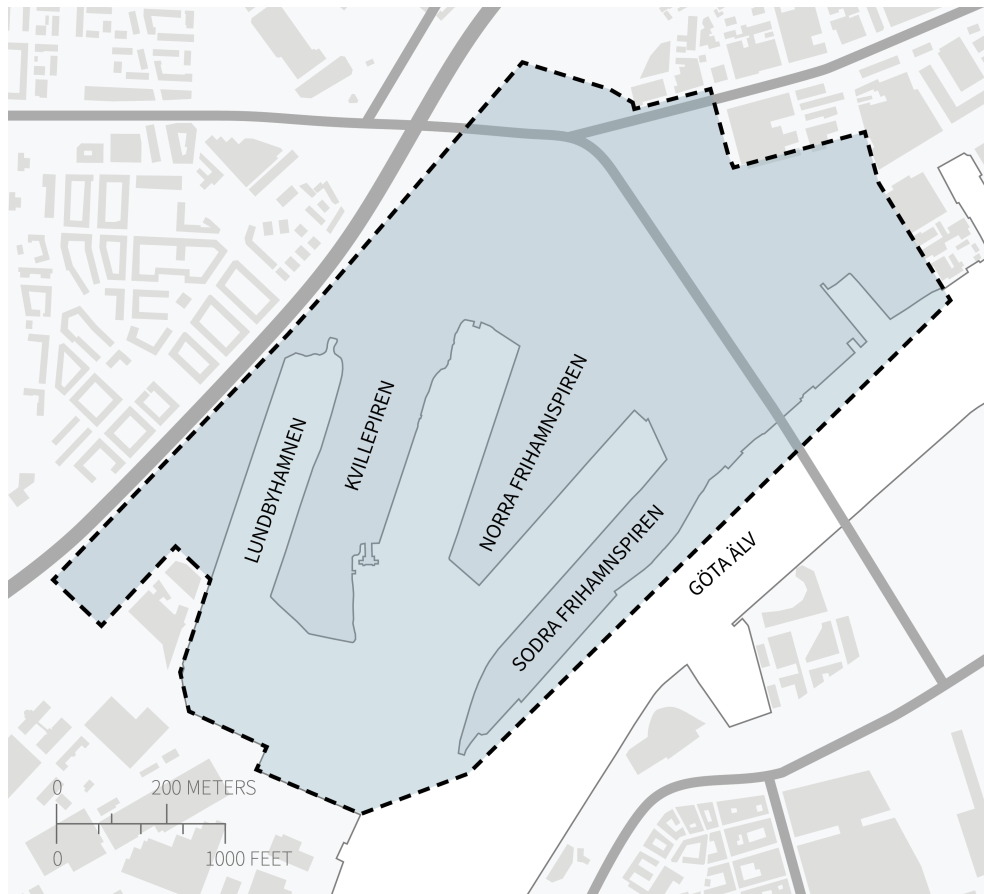 LUNDBYHAMNEN
KVILLEPIREN
NORRA FRIHAMNSPIREN
SODRA FRIHAMNSPIREN
GÖTA ÄLV
0
200 METERS
0
1000 FEET